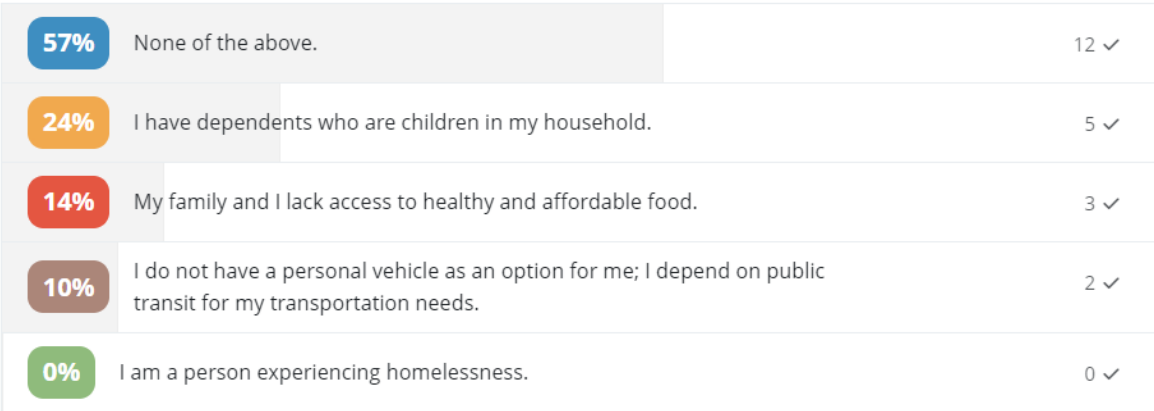 57% None of the above. 12 ✓
24% I have dependents who are children in my household. 5 ✓
14% My family and I lack access to healthy and affordable food. 3 ✓
10% I do not have a personal vehicle as an option for me; I depend on public 2 ✓
transit for my transportation needs.
0% I am a person experiencing homelessness. 0 ✓